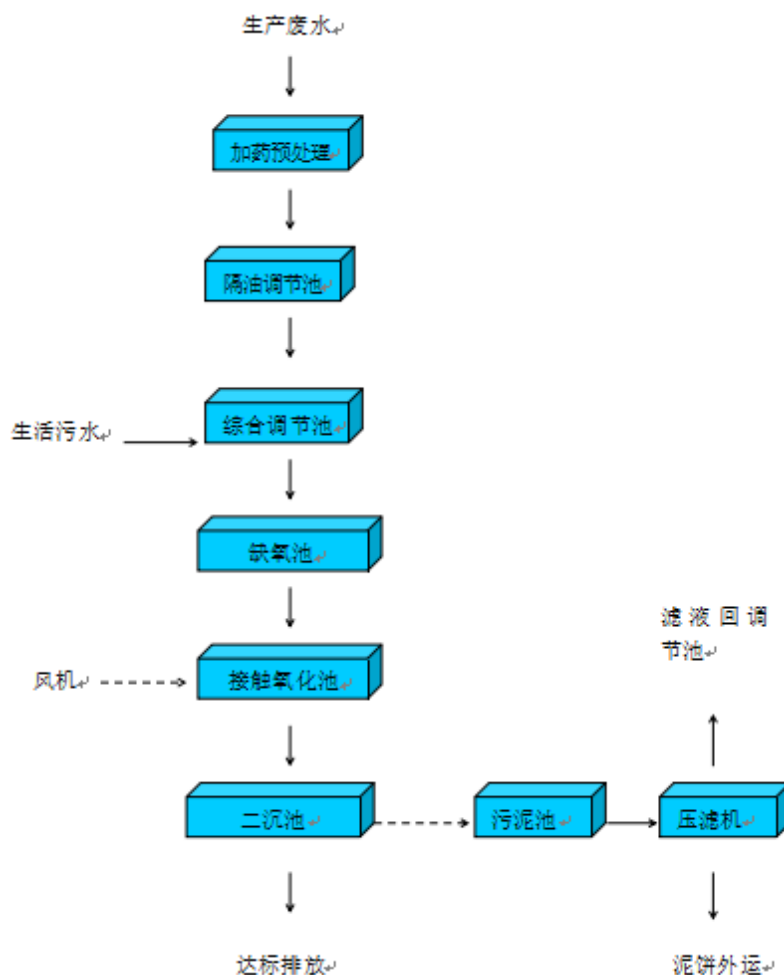 生产废水
加药预处理
隔油调节池
生活污水
综合调节池
缺氧池
滤液回调
节池
风机
接触氧化池
二沉池
污泥池
压滤机
达标排放
泥饼外运